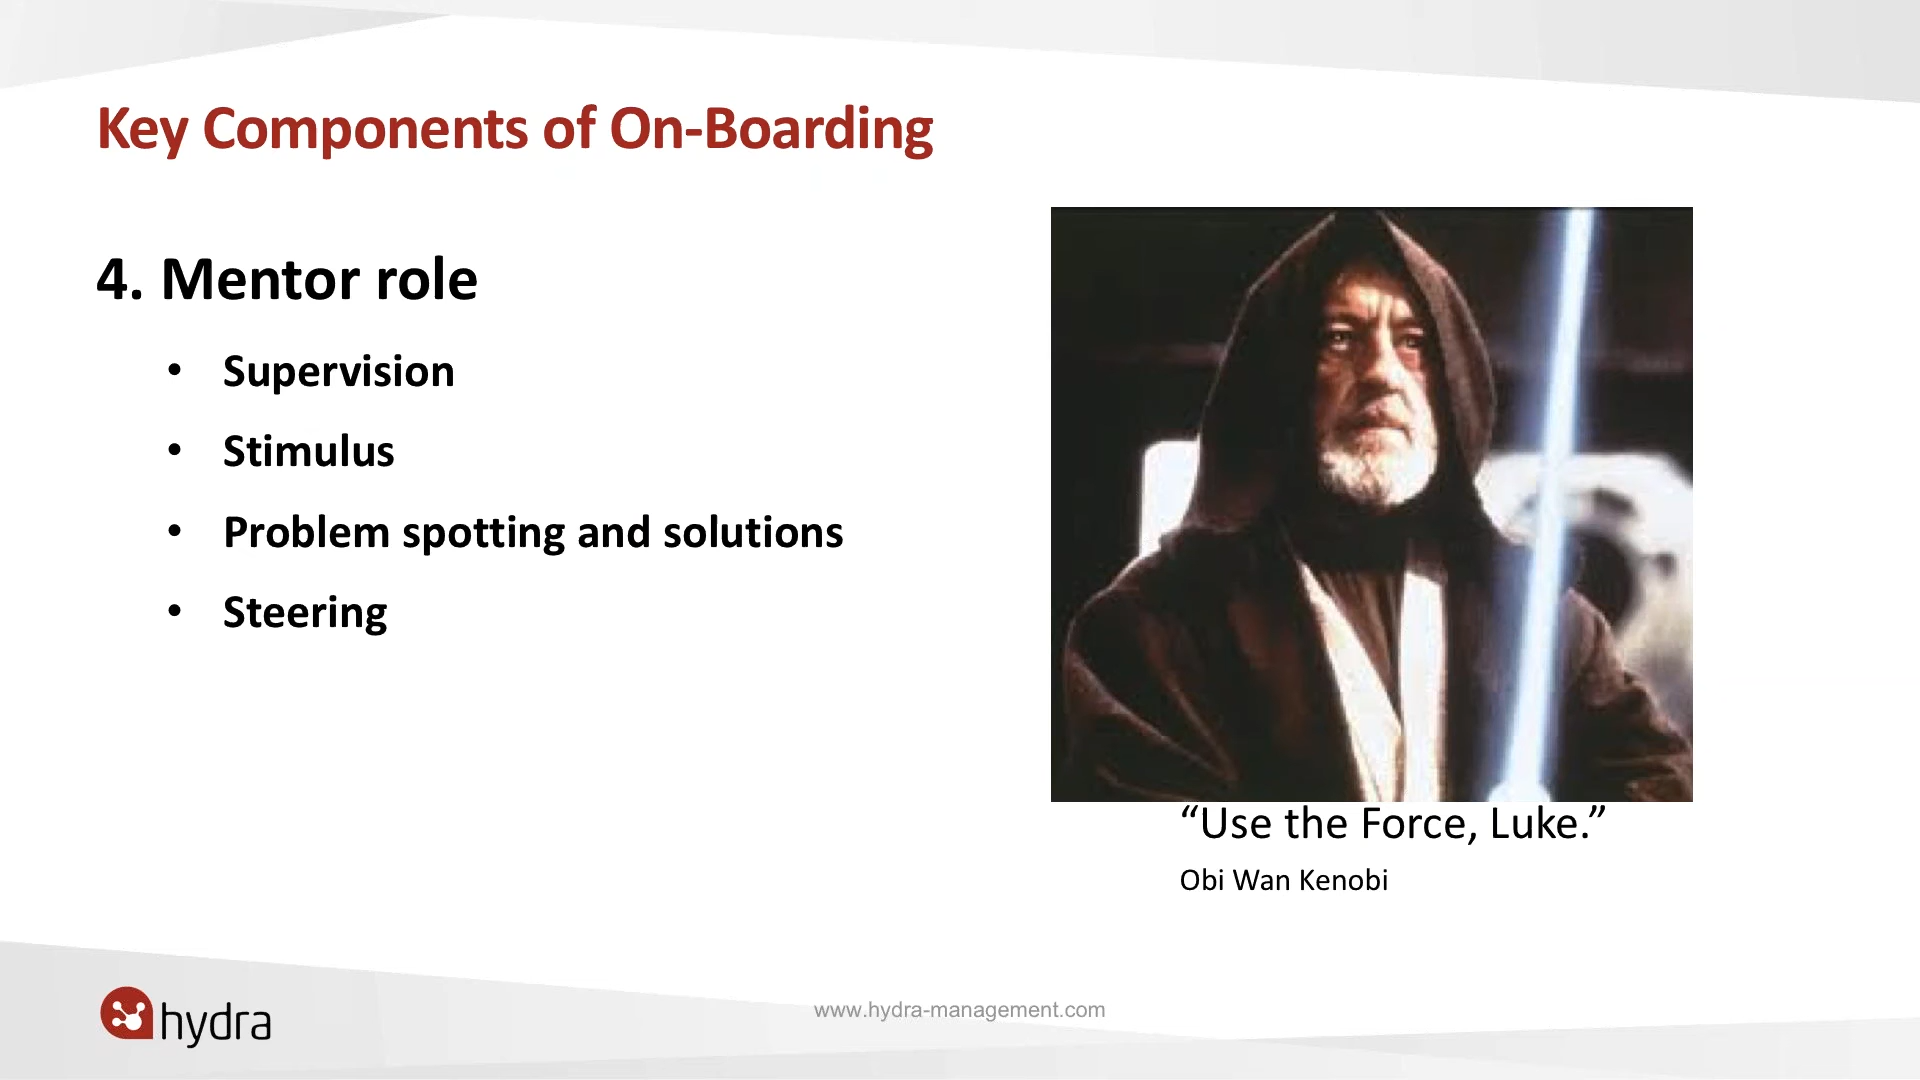 Key Components of On-Boarding
4. Mentor role
• Supervision
• Stimulus
• Problem spotting and solutions
• Steering
“Use the Force, Luke.”
Obi Wan Kenobi
hydra
www.hydra-management.com